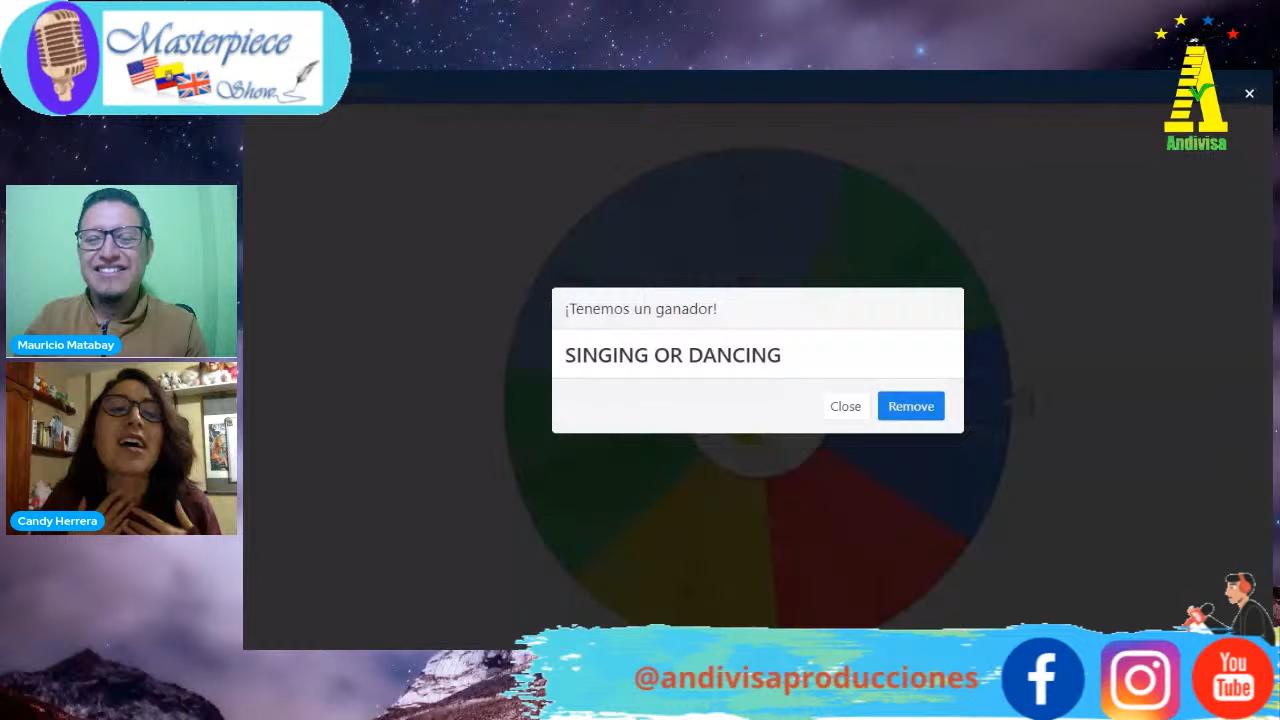 Masterpiece
Show
Andivisa
Mauricio Matabay
Candy Herrera
¡Tenemos un ganador!
SINGING OR DANCING
Close
Remove
@andivisaproducciones
You
Tube